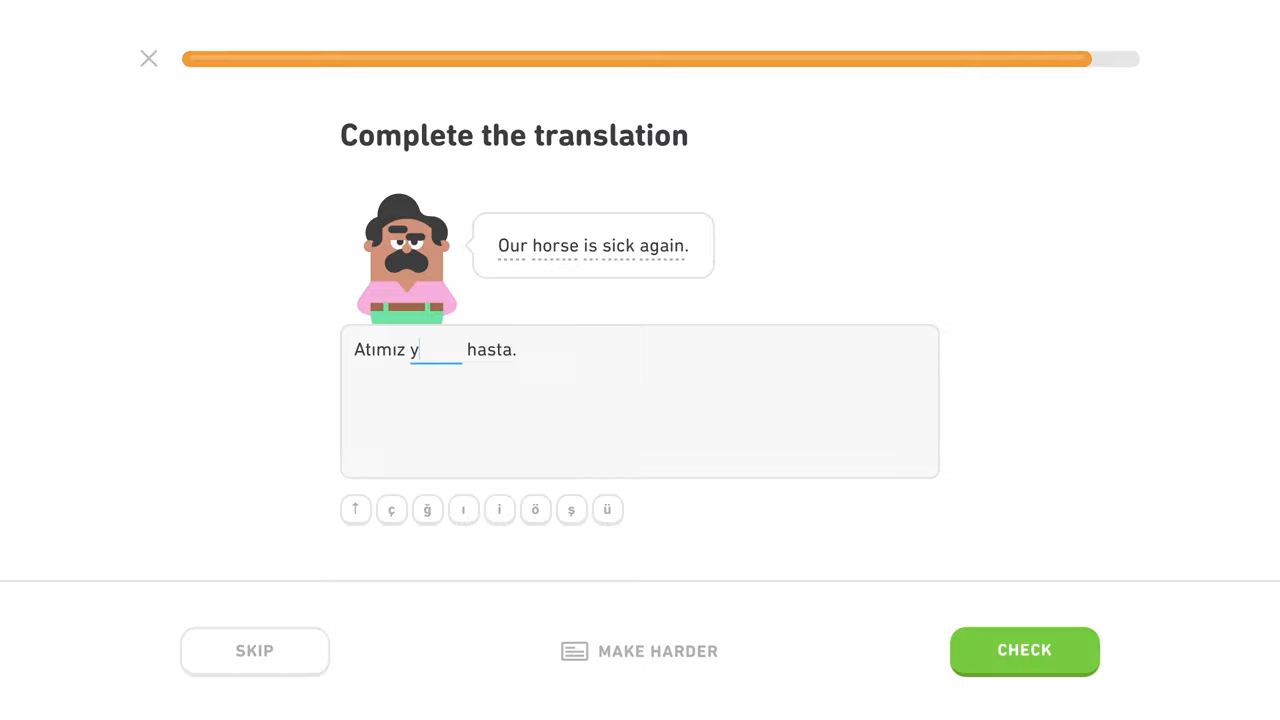 Complete the translation
Our horse is sick again.
Atımız y hasta.
↑ ç ğ ı i ö ş ü
SKIP
MAKE HARDER
CHECK